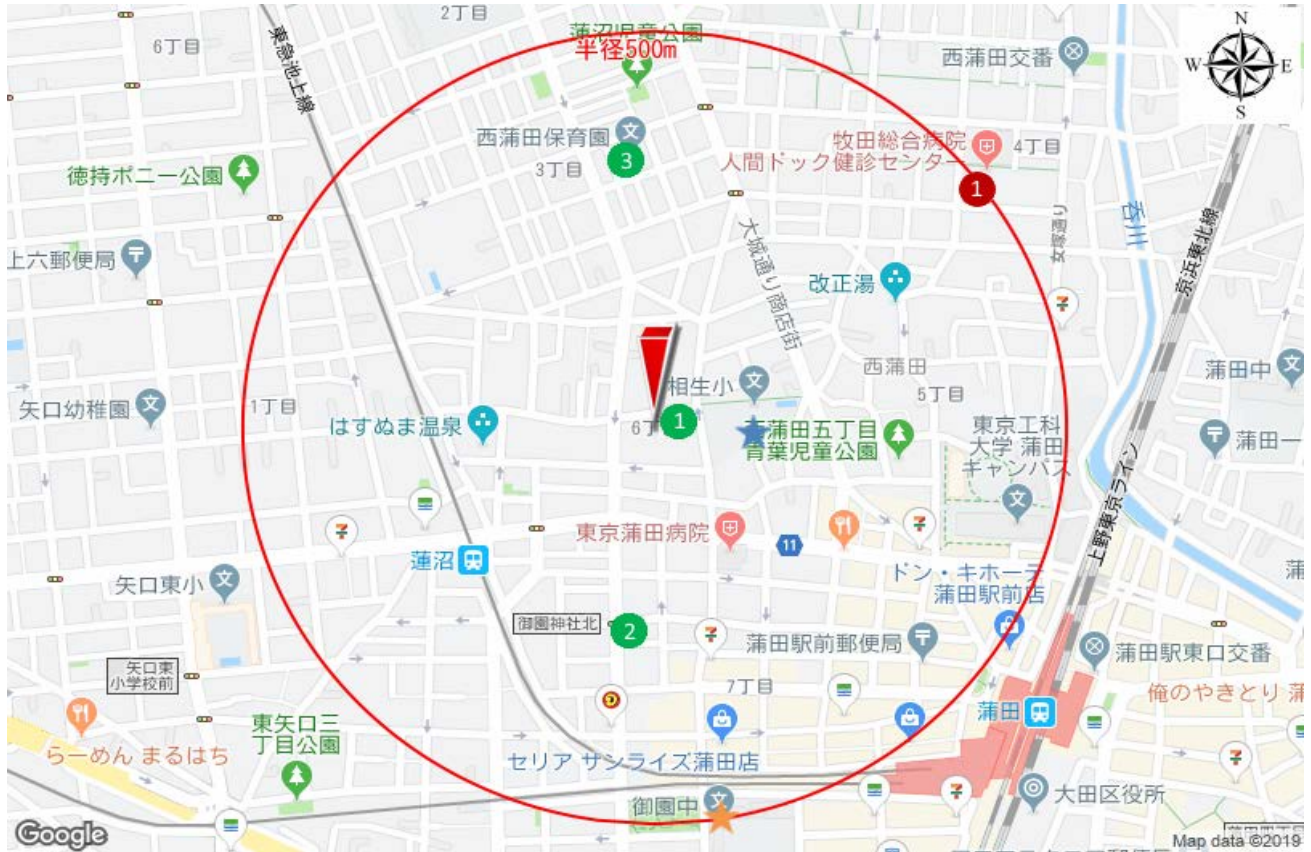 2丁目
蓮沼児童公園
半径500m
6丁目
東急池上線
西蒲田交番
N
W
E
S
西蒲田保育園
3
3丁目
牧田総合病院
人間ドック健診センター
4丁目
1
徳持ポニー公園
女塚通り
呑川
京浜東北線
上六郵便局
大城通り商店街
改正湯
7
西蒲田
相生小
5丁目
蒲田中
矢口幼稚園
1丁目
はすぬま温泉
1
蒲田五丁目
青葉児童公園
東京工科
大学 蒲田
キャンパス
蒲田一
7
東京蒲田病院
11
7
上野東京ライン
蓮沼
矢口東小
ドン・キホーテ
蒲田駅前店
蒲
御園神社北
2
7
蒲田駅前郵便局
蒲田駅東口交番
矢口東
小学校前
7丁目
俺のやきとり 蒲
蒲田
らーめん まるはち
東矢口三
丁目公園
セリア サンライズ蒲田店
7
7
御園中
大田区役所
Google
Map data ©2019